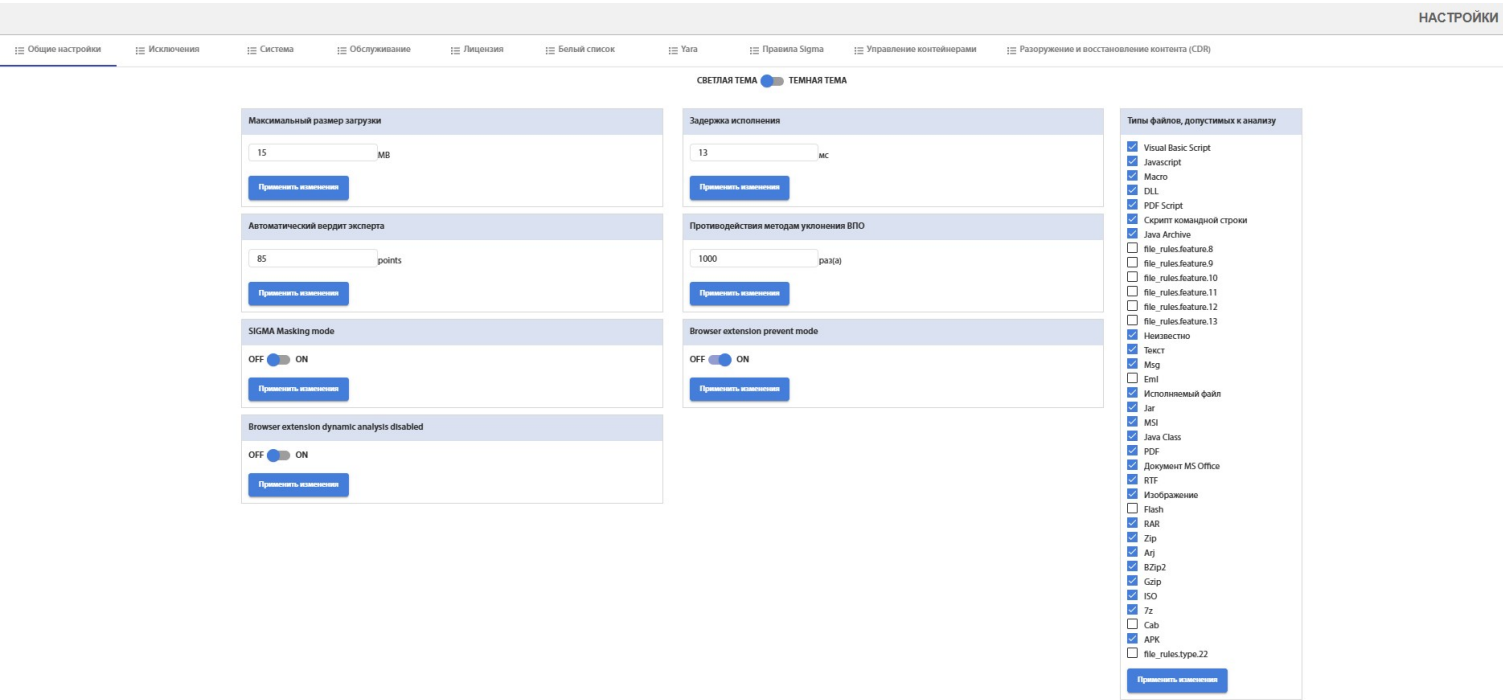 НАСТРОЙКИ
Общие настройки
Исключения
Система
Обслуживание
Лицензия
Белый список
Yara
Правила Sigma
Управление контейнерами
Разоружение и восстановление контента (CDR)
СВЕТЛАЯ ТЕМА ТЕМНАЯ ТЕМА
Максимальный размер загрузки
15 MB
Применить изменения
Задержка исполнения
13 мс
Применить изменения
Автоматический вердит эксперта
85 points
Применить изменения
Противодействия методам уклонения ВПО
1000 раз(а)
Применить изменения
SIGMA Masking mode
OFF ON
Применить изменения
Browser extension prevent mode
OFF ON
Применить изменения
Browser extension dynamic analysis disabled
OFF ON
Применить изменения
Типы файлов, допустимых к анализу
Visual Basic Script
Javascript
Macro
DLL
PDF Script
Скрипт командной строки
Java Archive
file_rules.feature.8
file_rules.feature.9
file_rules.feature.10
file_rules.feature.11
file_rules.feature.12
file_rules.feature.13
Неизвестно
Текст
Msg
Eml
Исполняемый файл
Jar
MSI
Java Class
PDF
Документ MS Office
RTF
Изображение
Flash
RAR
Zip
Arj
BZip2
Gzip
ISO
7z
Cab
APK
file_rules.type.22
Применить изменения